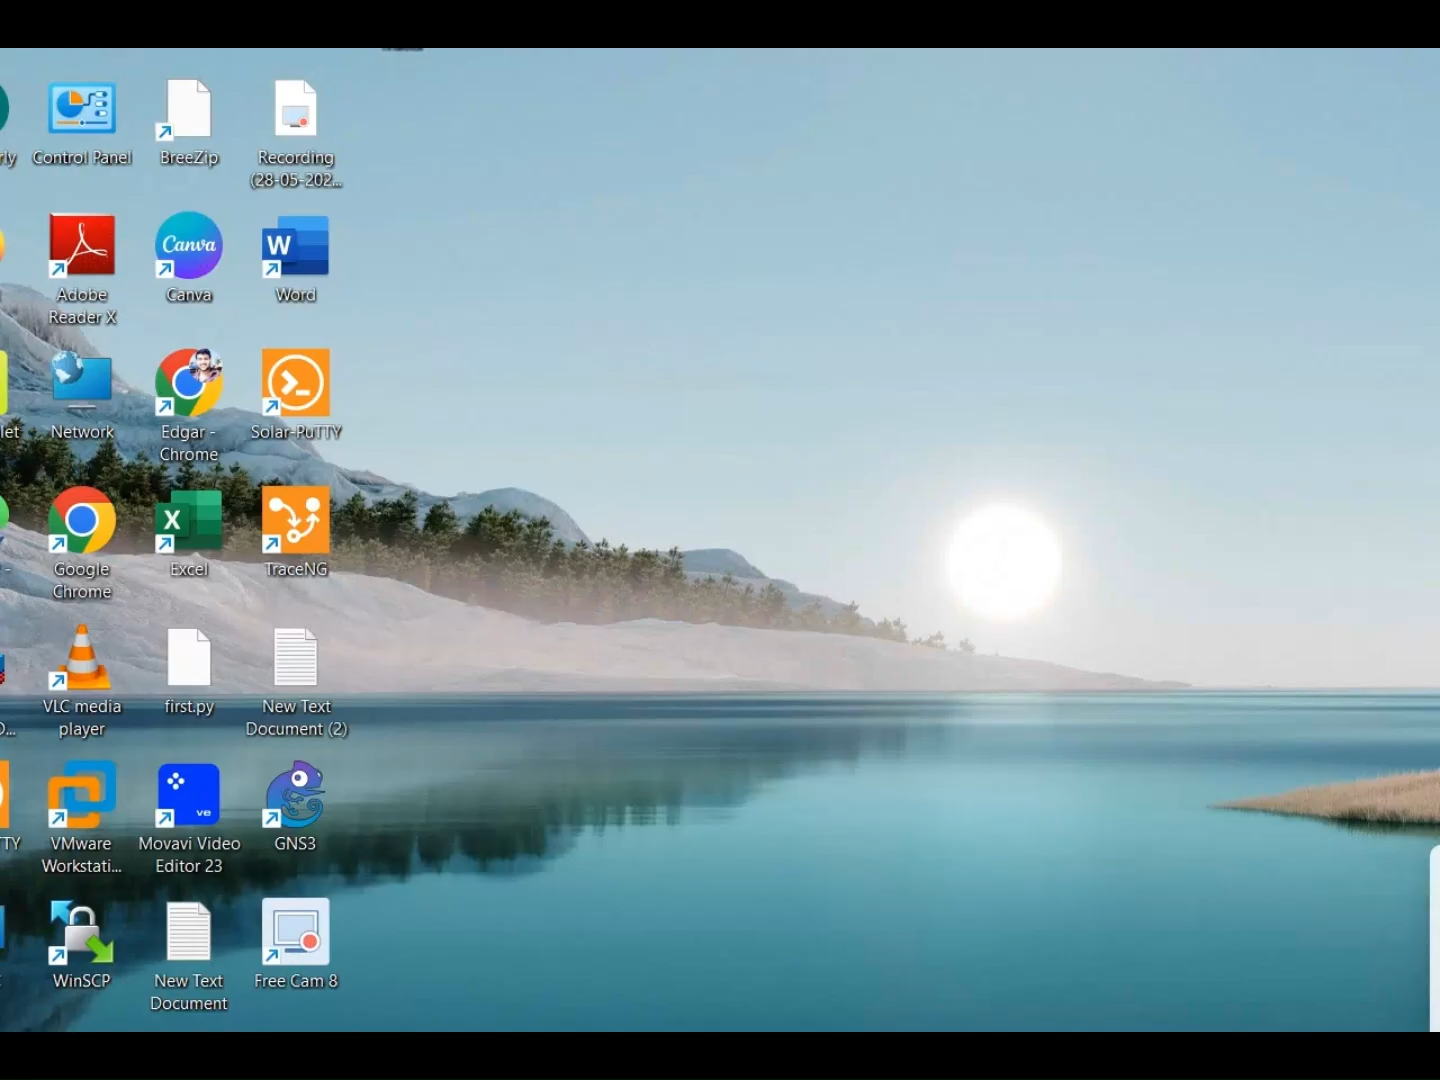 Control Panel
BreeZip
Recording
(28-05-202...
Adobe
Reader X
Canva
Canva
W
Word
Network
Edgar -
Chrome
Solar-PuTTY
Google
Chrome
X
Excel
TraceNG
VLC media
player
first.py
New Text
Document (2)
VMware
Workstati...
ve
Movavi Video
Editor 23
GNS3
WinSCP
New Text
Document
Free Cam 8